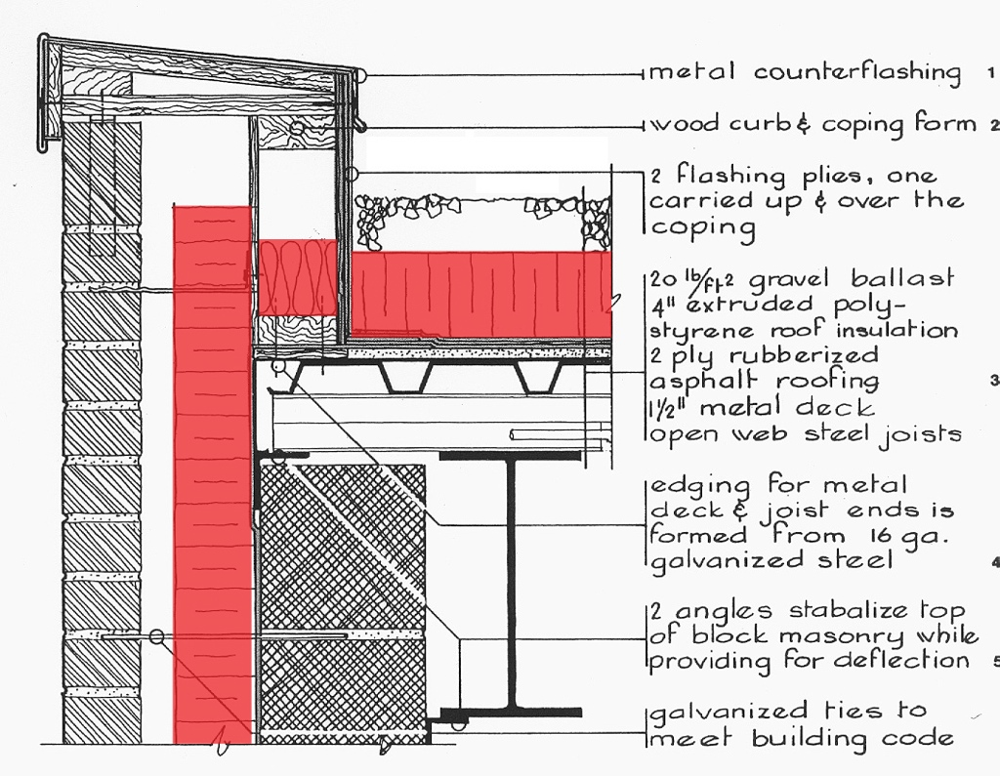 metal counterflashing 1
wood curb & coping form 2
2 flashing plies, one
carried up & over the
coping
20 lb/ft2 gravel ballast
4" extruded poly-
styrene roof insulation
2 ply rubberized
asphalt roofing 3
1 1/2" metal deck
open web steel joists
edging for metal
deck & joist ends is
formed from 16 ga.
galvanized steel 4
2 angles stabalize top
of block masonry while
providing for deflection 5
galvanized ties to
meet building code